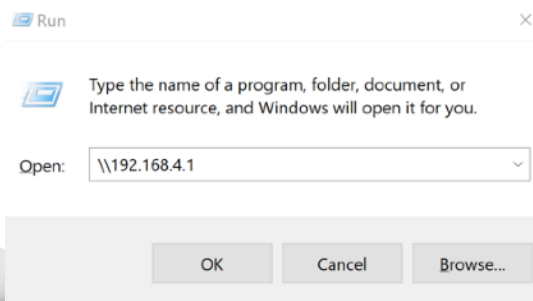 Run
Type the name of a program, folder, document, or
Internet resource, and Windows will open it for you.
Open: \\192.168.4.1
OK Cancel Browse...